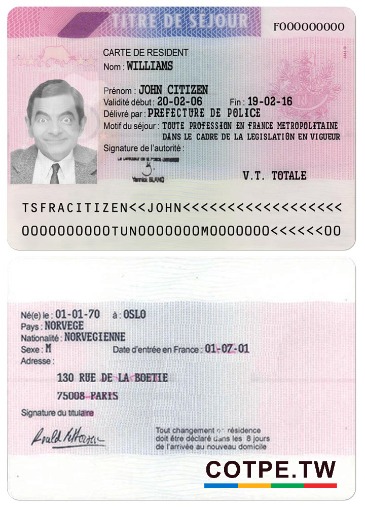 TITRE DE SÉJOUR
F000000000
CARTE DE RESIDENT
Nom : WILLIAMS
Prénom : JOHN CITIZEN
Validité début : 20-02-06 Fin : 19-02-16
Délivré par : PREFECTURE DE POLICE
Motif du séjour : TOUTE PROFESSION EN FRANCE METROPOLITAINE
DANS LE CADRE DE LA LEGISLATION EN VIGUEUR
Signature de l'autorité :
Yannick BLANC
V.T. TOTALE
TSFRACITIZEN<<JOHN<<<<<<<<<<<<<<<<<<<
0000000000TUN0000000M0000000<<<<<<00
Né(e) le : 01-01-70 à : OSLO
Pays : NORVEGE
Nationalité : NORVEGIENNE
Sexe : M Date d'entrée en France : 01-07-01
Adresse :
130 RUE DE LA BOETIE
75008 PARIS
Signature du titulaire
Tout changement de résidence
doit être déclaré dans les 8 jours
de l'arrivée au nouveau domicile
COTPE.TW